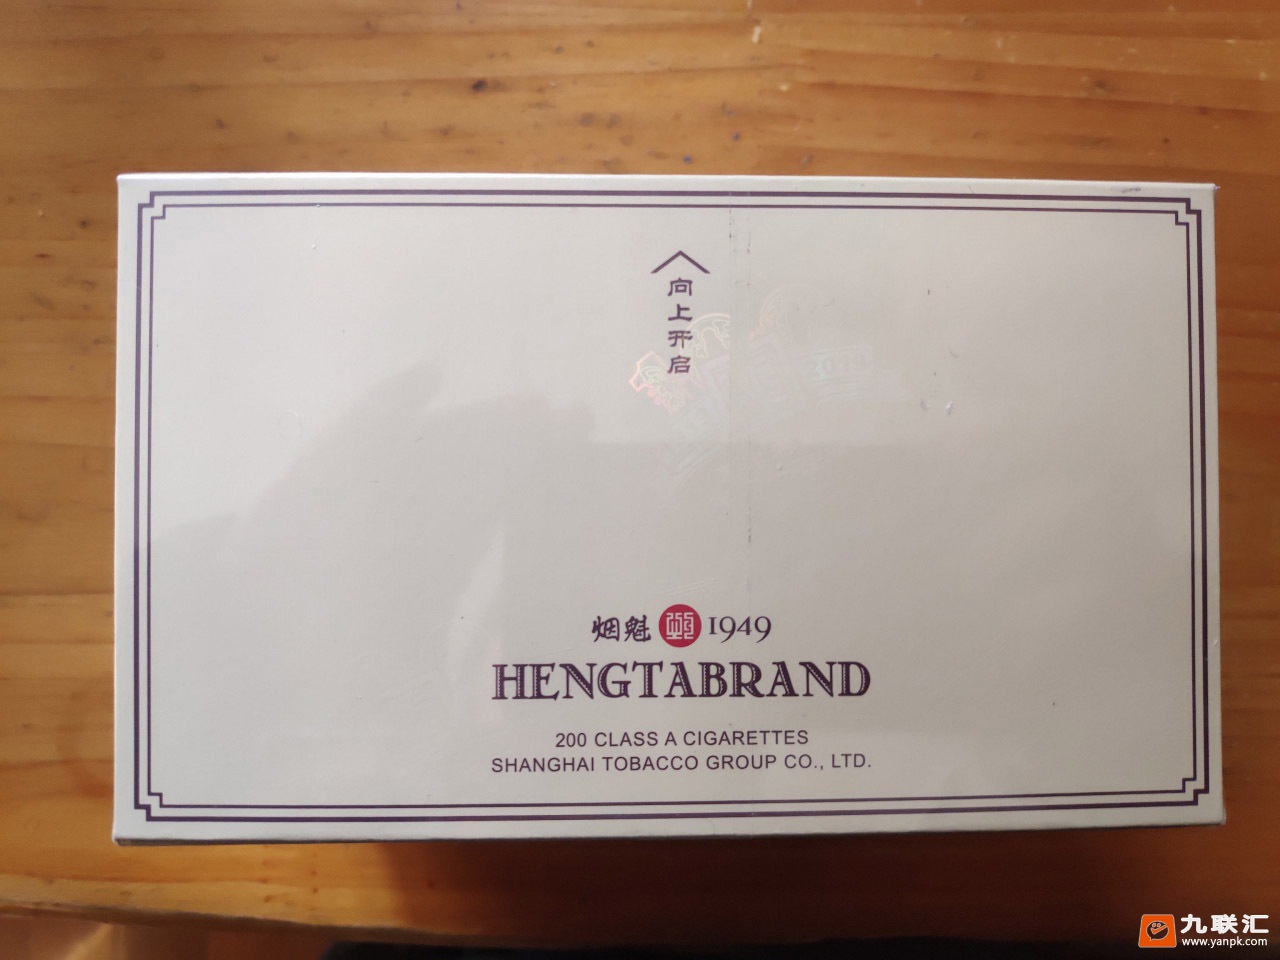 向上开启
烟魁 1949
HENGTABRAND
200 CLASS A CIGARETTES
SHANGHAI TOBACCO GROUP CO., LTD.
九联汇
www.yanpk.com